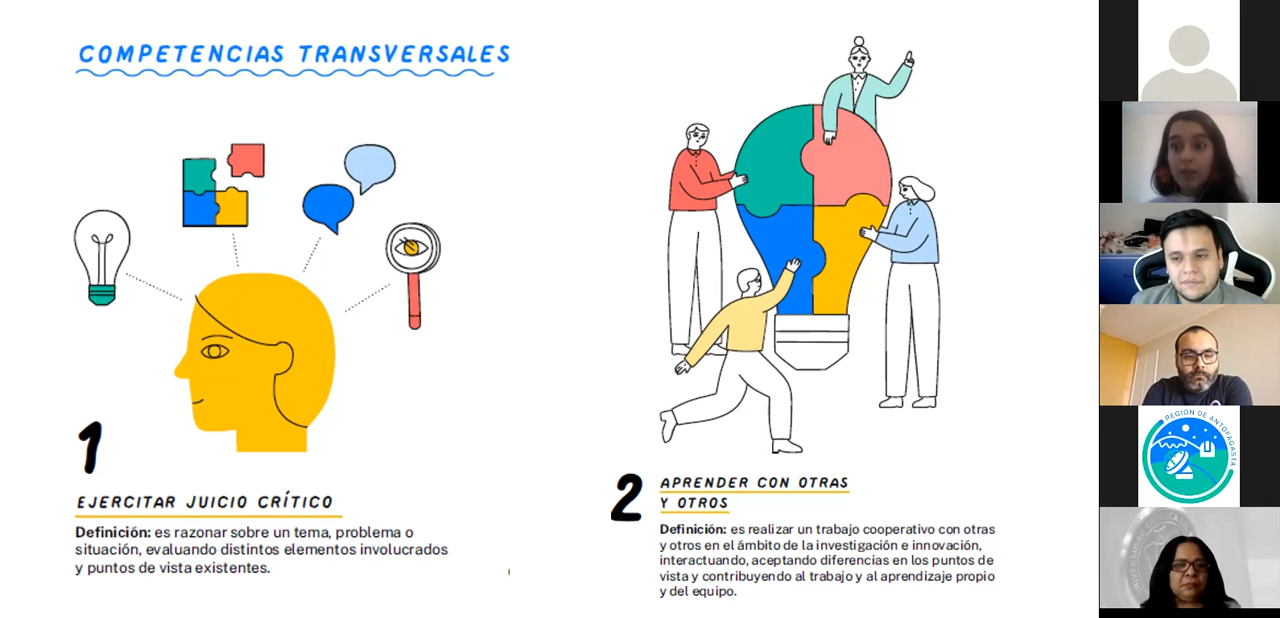 COMPETENCIAS TRANSVERSALES
1
EJERCITAR JUICIO CRÍTICO
Definición: es razonar sobre un tema, problema o
situación, evaluando distintos elementos involucrados
y puntos de vista existentes.
2
APRENDER CON OTRAS
Y OTROS
Definición: es realizar un trabajo cooperativo con otras
y otros en el ámbito de la investigación e innovación,
interactuando, aceptando diferencias en los puntos de
vista y contribuyendo al trabajo y al aprendizaje propio
y del equipo.
REGIÓN DE ANTOFAGASTA